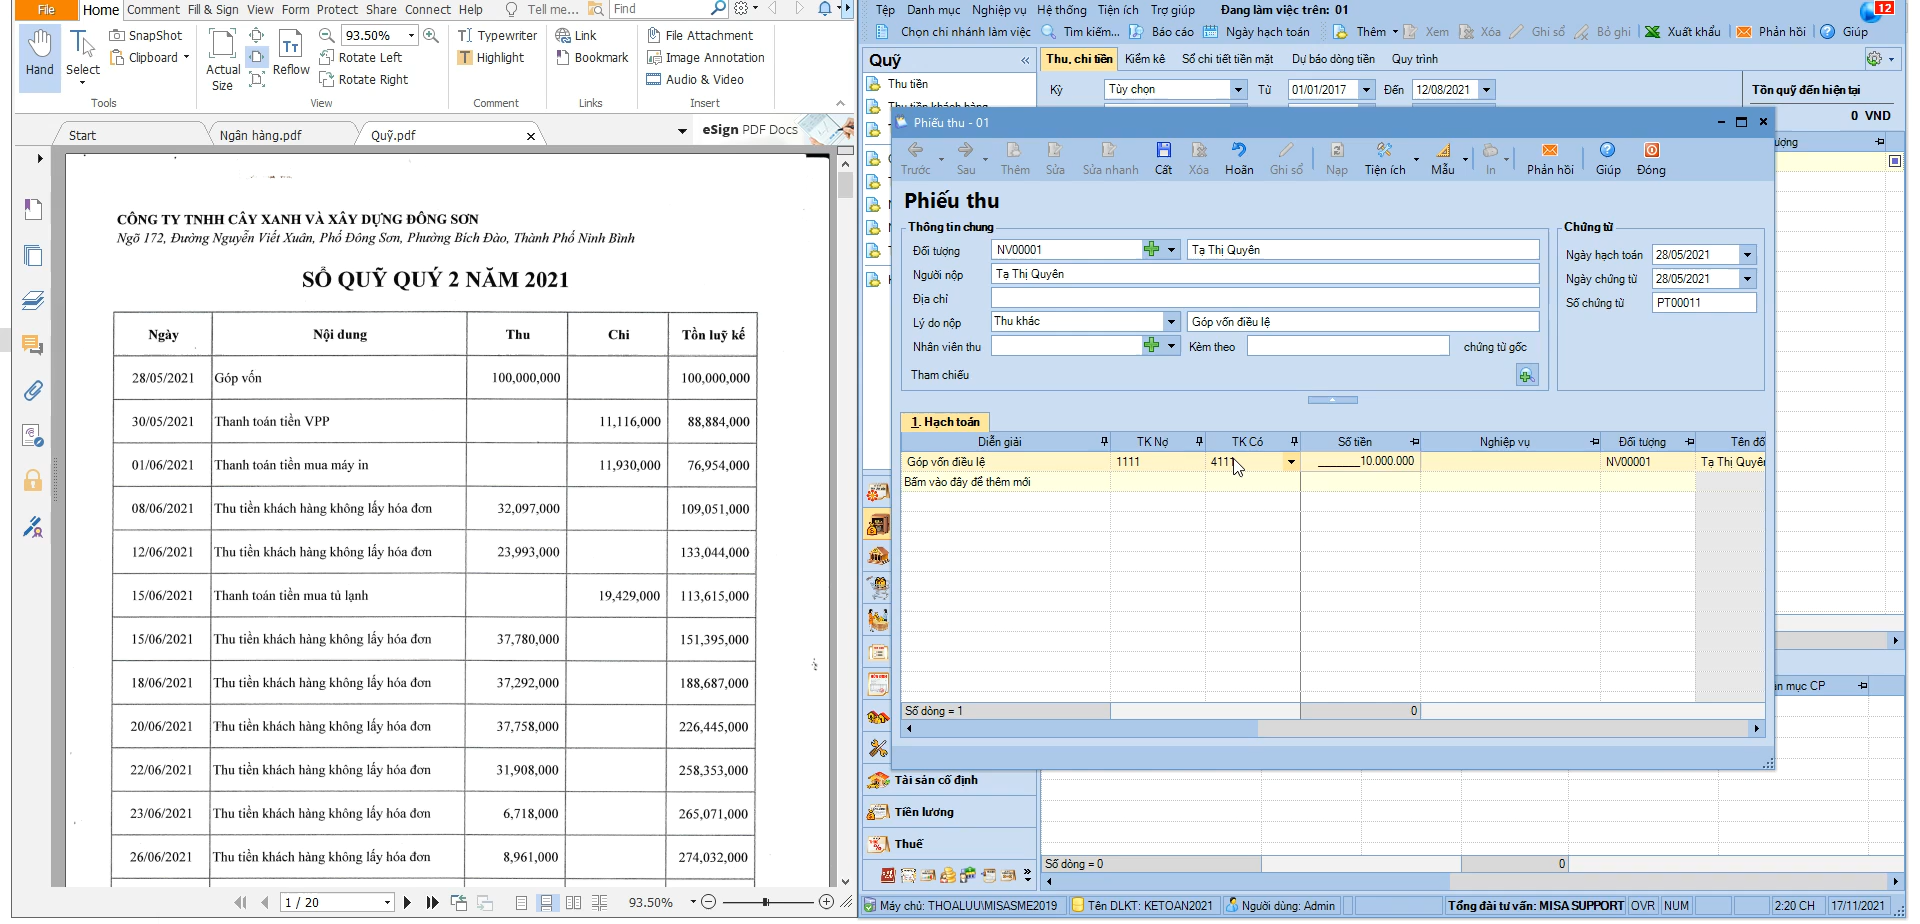 File Home Comment Fill & Sign View Form Protect Share Connect Help Tell me... Find
Hand
Select
SnapShot
Clipboard
Actual Size
Reflow
93.50%
Rotate Left
Rotate Right
Typewriter
Highlight
Link
Bookmark
File Attachment
Image Annotation
Audio & Video
Tools View Comment Links Insert
Start Ngân hàng.pdf Quỹ.pdf eSign PDF Docs
CÔNG TY TNHH CÂY XANH VÀ XÂY DỰNG ĐÔNG SƠN
Ngõ 172, Đường Nguyễn Viết Xuân, Phố Đông Sơn, Phường Bích Đào, Thành Phố Ninh Bình
SỔ QUỸ QUÝ 2 NĂM 2021
Ngày Nội dung Thu Chi Tồn luỹ kế
28/05/2021 Góp vốn 100,000,000 100,000,000
30/05/2021 Thanh toán tiền VPP 11,116,000 88,884,000
01/06/2021 Thanh toán tiền mua máy in 11,930,000 76,954,000
08/06/2021 Thu tiền khách hàng không lấy hóa đơn 32,097,000 109,051,000
12/06/2021 Thu tiền khách hàng không lấy hóa đơn 23,993,000 133,044,000
15/06/2021 Thanh toán tiền mua tủ lạnh 19,429,000 113,615,000
15/06/2021 Thu tiền khách hàng không lấy hóa đơn 37,780,000 151,395,000
18/06/2021 Thu tiền khách hàng không lấy hóa đơn 37,292,000 188,687,000
20/06/2021 Thu tiền khách hàng không lấy hóa đơn 37,758,000 226,445,000
22/06/2021 Thu tiền khách hàng không lấy hóa đơn 31,908,000 258,353,000
23/06/2021 Thu tiền khách hàng không lấy hóa đơn 6,718,000 265,071,000
26/06/2021 Thu tiền khách hàng không lấy hóa đơn 8,961,000 274,032,000
1 / 20 93.50%
Tệp Danh mục Nghiệp vụ Hệ thống Tiện ích Trợ giúp Đang làm việc trên: 01 12
Chọn chi nhánh làm việc Tìm kiếm... Báo cáo Ngày hạch toán Thêm Xem Xóa Ghi sổ Bỏ ghi Xuất khẩu Phản hồi Giúp
Quỹ « Thu, chi tiền Kiểm kê Sổ chi tiết tiền mặt Dự báo dòng tiền Quy trình
Thu tiền Kỳ Tùy chọn Từ 01/01/2017 Đến 12/08/2021 Tồn quỹ đến hiện tại
0 VND
Phiếu thu - 01
Trước Sau Thêm Sửa Sửa nhanh Cất Xóa Hoãn Ghi sổ Nạp Tiện ích Mẫu In Phản hồi Giúp Đóng
Phiếu thu
Thông tin chung Chứng từ
Đối tượng NV00001 Tạ Thị Quyên Ngày hạch toán 28/05/2021
Người nộp Tạ Thị Quyên Ngày chứng từ 28/05/2021
Địa chỉ Số chứng từ PT00011
Lý do nộp Thu khác Góp vốn điều lệ
Nhân viên thu Kèm theo chứng từ gốc
Tham chiếu
1. Hạch toán
Diễn giải TK Nợ TK Có Số tiền Nghiệp vụ Đối tượng Tên đố
Góp vốn điều lệ 1111 4111 ________10.000.000 NV00001 Tạ Thị Quyên
Bấm vào đây để thêm mới
Số dòng = 1 0
Tài sản cố định
Tiền lương
Thuế
Số dòng = 0 0
Máy chủ: THOALUU\MISASME2019 Tên DLKT: KETOAN2021 Người dùng: Admin Tổng đài tư vấn: MISA SUPPORT OVR NUM 2:20 CH 17/11/2021